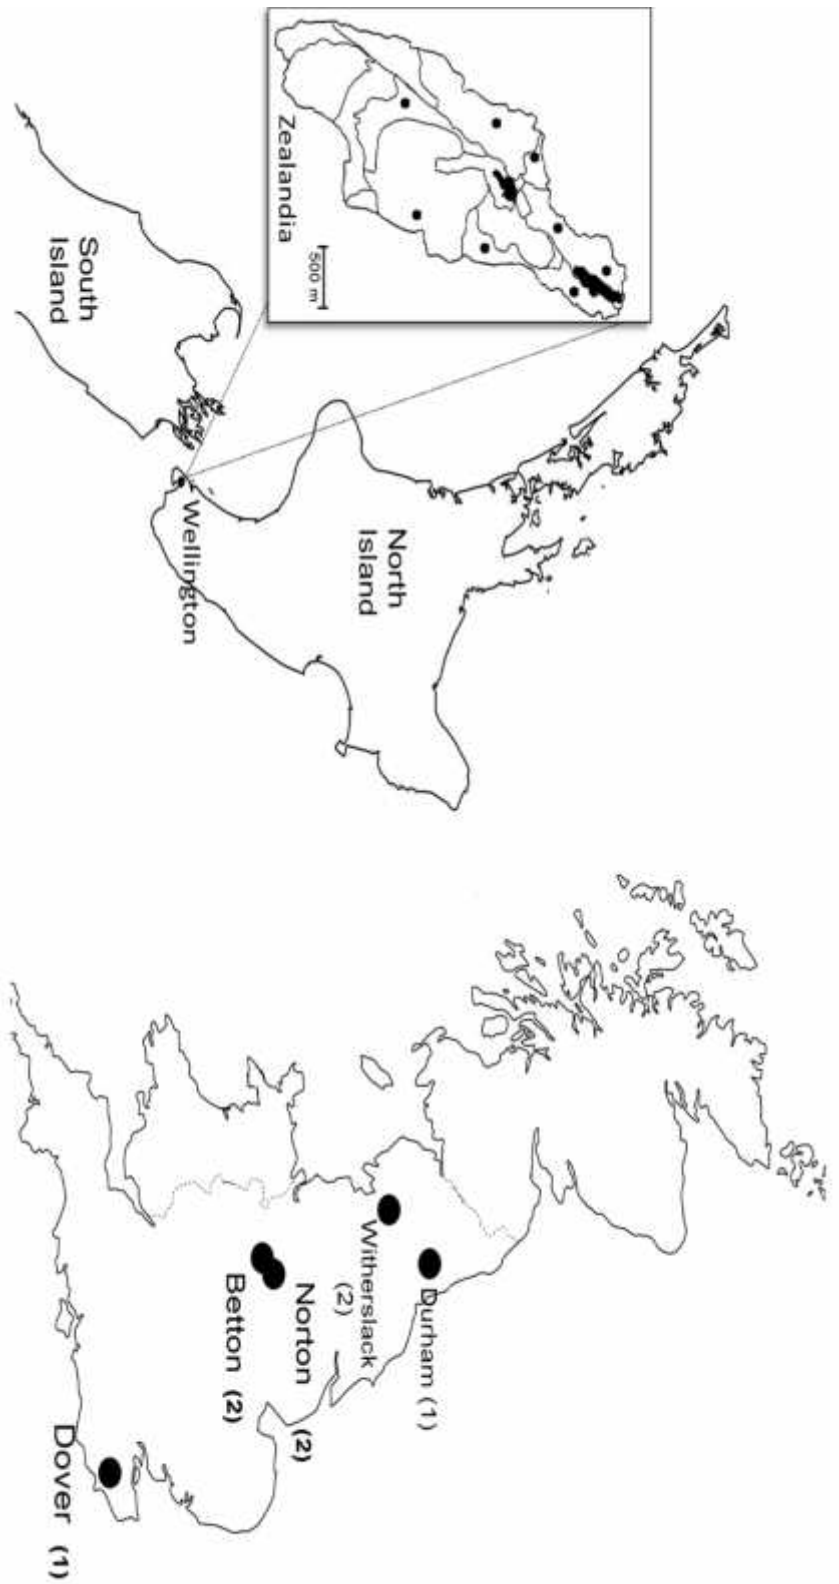 Zealandia
500 m
South
Island
North
Island
Wellington
Durham (1)
Witherslack
(2)
Norton (2)
Betton (2)
Dover (1)